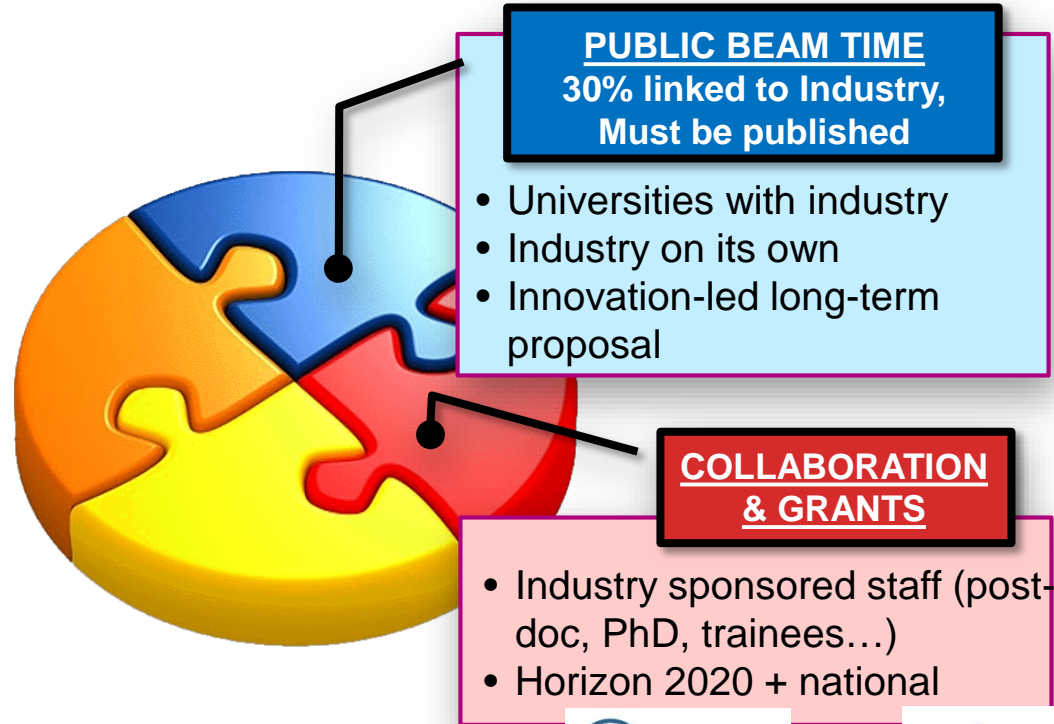 PUBLIC BEAM TIME
30% linked to Industry,
Must be published
• Universities with industry
• Industry on its own
• Innovation-led long-term
proposal
COLLABORATION
& GRANTS
• Industry sponsored staff (post-
doc, PhD, trainees…)
• Horizon 2020 + national